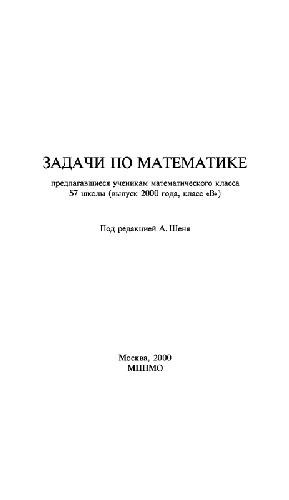 ЗАДАЧИ ПО МАТЕМАТИКЕ
предлагавшиеся ученикам математического класса
57 школы (выпуск 2000 года, класс «В»)
Под редакцией А. Шеня
Москва, 2000
МЦНМО